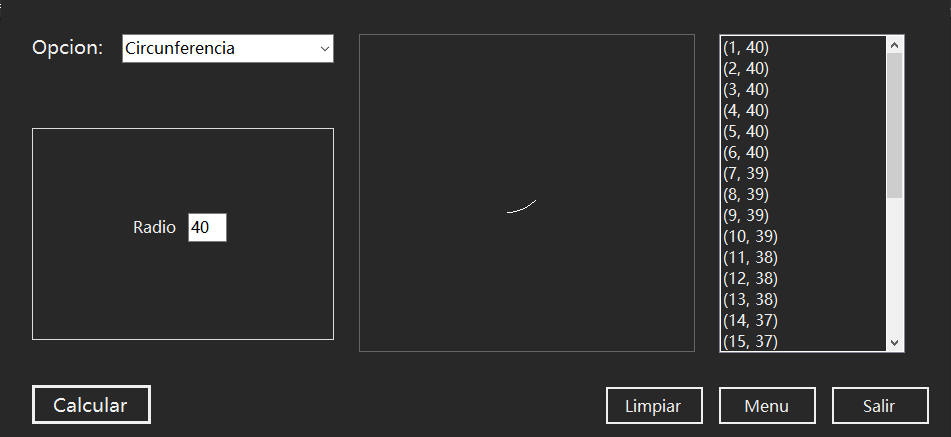 Opcion: Circunferencia
Radio 40
(1, 40)
(2, 40)
(3, 40)
(4, 40)
(5, 40)
(6, 40)
(7, 39)
(8, 39)
(9, 39)
(10, 39)
(11, 38)
(12, 38)
(13, 38)
(14, 37)
(15, 37)
Calcular
Limpiar
Menu
Salir